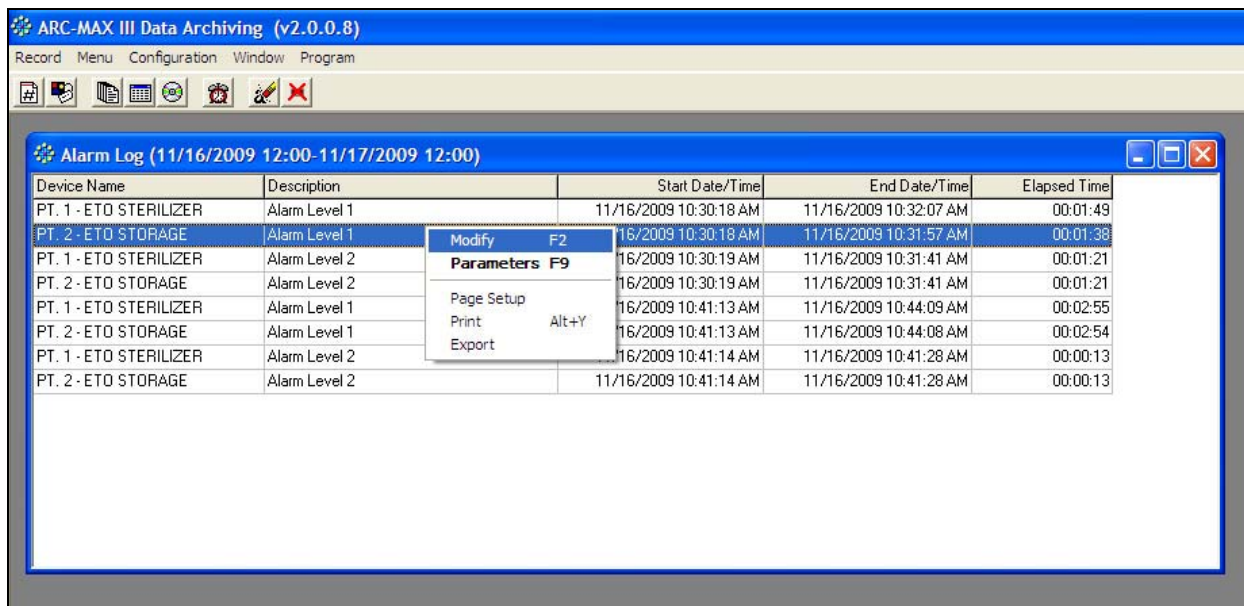 ARC-MAX III Data Archiving (v2.0.0.8)
Record Menu Configuration Window Program
Alarm Log (11/16/2009 12:00-11/17/2009 12:00)
Device Name Description Start Date/Time End Date/Time Elapsed Time
PT. 1 - ETO STERILIZER Alarm Level 1 11/16/2009 10:30:18 AM 11/16/2009 10:32:07 AM 00:01:49
PT. 2 - ETO STORAGE Alarm Level 1 16/2009 10:30:18 AM 11/16/2009 10:31:57 AM 00:01:38
PT. 1 - ETO STERILIZER Alarm Level 2 16/2009 10:30:19 AM 11/16/2009 10:31:41 AM 00:01:21
PT. 2 - ETO STORAGE Alarm Level 2 16/2009 10:30:19 AM 11/16/2009 10:31:41 AM 00:01:21
PT. 1 - ETO STERILIZER Alarm Level 1 16/2009 10:41:13 AM 11/16/2009 10:44:09 AM 00:02:55
PT. 2 - ETO STORAGE Alarm Level 1 16/2009 10:41:13 AM 11/16/2009 10:44:08 AM 00:02:54
PT. 1 - ETO STERILIZER Alarm Level 2 16/2009 10:41:14 AM 11/16/2009 10:41:28 AM 00:00:13
PT. 2 - ETO STORAGE Alarm Level 2 11/16/2009 10:41:14 AM 11/16/2009 10:41:28 AM 00:00:13
Modify F2
Parameters F9
Page Setup
Print Alt+Y
Export